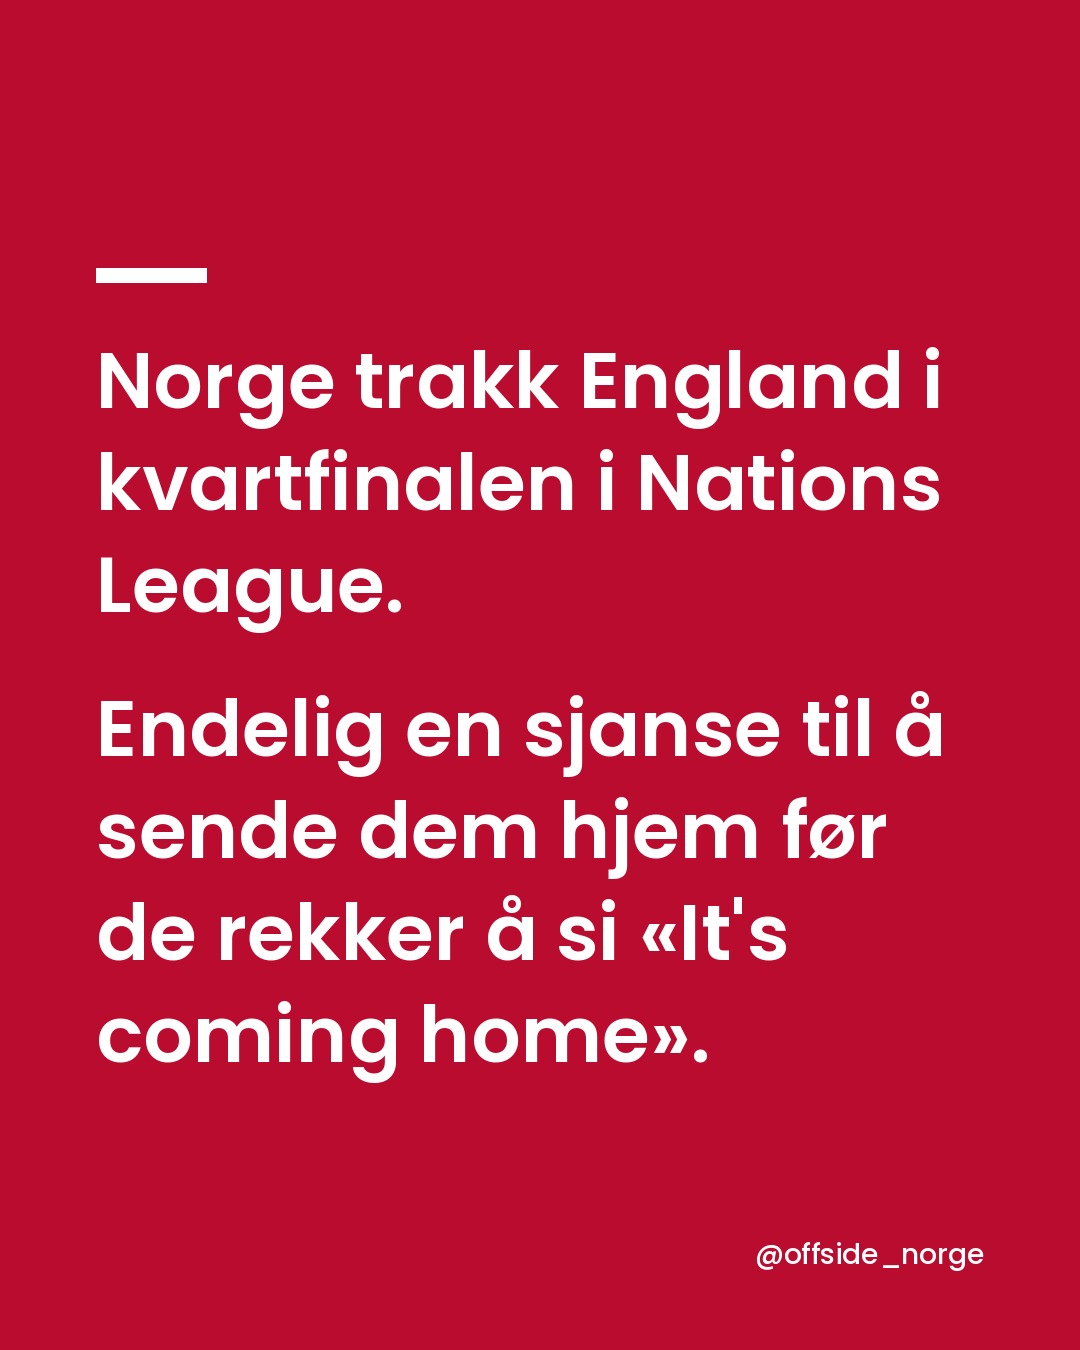 Norge trakk England i
kvartfinalen i Nations
League.
Endelig en sjanse til å
sende dem hjem før
de rekker å si «It's
coming home».
@offside_norge